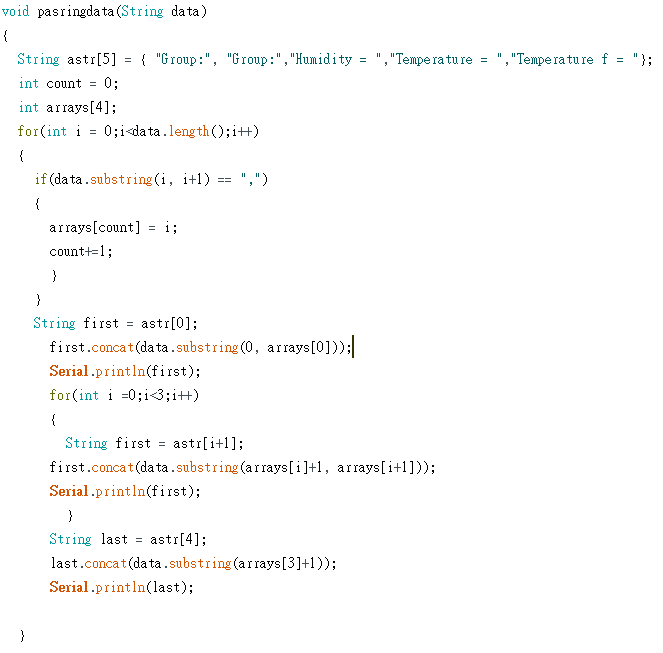 void pasringdata(String data)
{
String astr[5] = { "Group:", "Group:","Humidity = ","Temperature = ","Temperature f = "};
int count = 0;
int arrays[4];
for(int i = 0;i<data.length();i++)
{
if(data.substring(i, i+1) == ",")
{
arrays[count] = i;
count+=1;
}
}
String first = astr[0];
first.concat(data.substring(0, arrays[0]));
Serial.println(first);
for(int i =0;i<3;i++)
{
String first = astr[i+1];
first.concat(data.substring(arrays[i]+1, arrays[i+1]));
Serial.println(first);
}
String last = astr[4];
last.concat(data.substring(arrays[3]+1));
Serial.println(last);
}